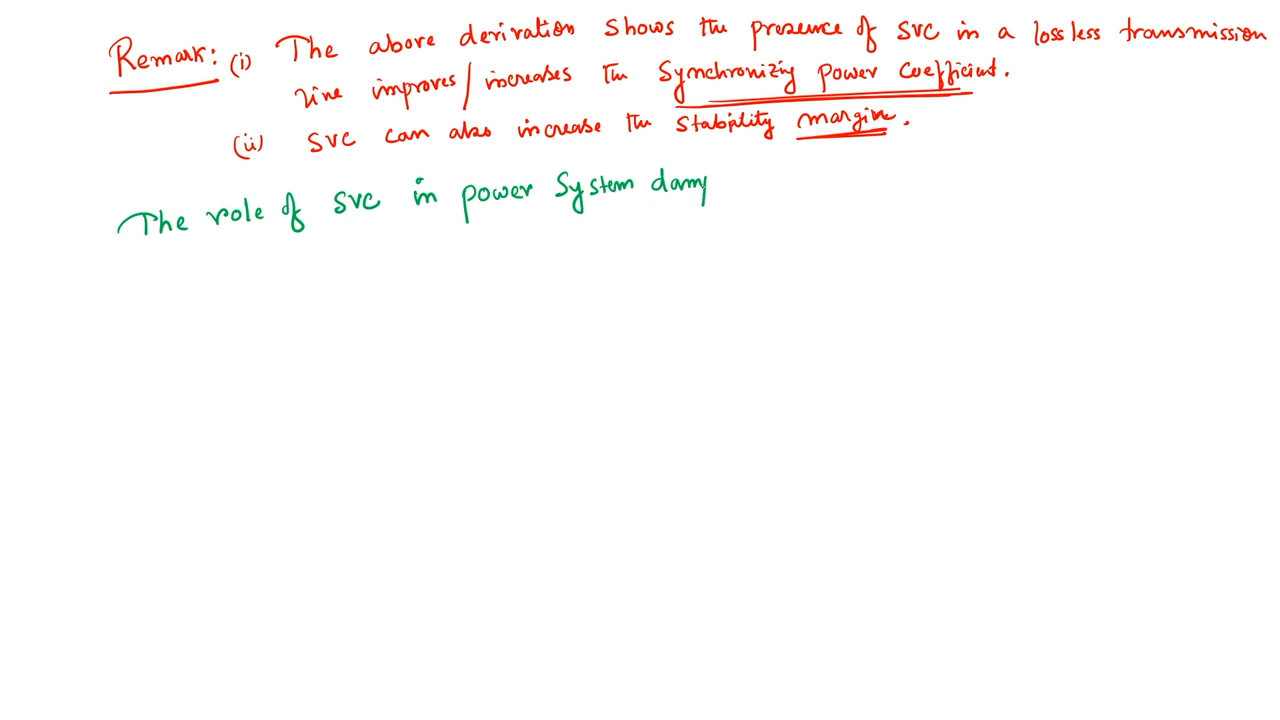 Remark: (i) The above derivation shows the presence of SVC in a lossless transmission
line improves/increases the Synchronizing Power Coefficient.
(ii) SVC can also increase the stability margin.
The role of SVC in power System damp